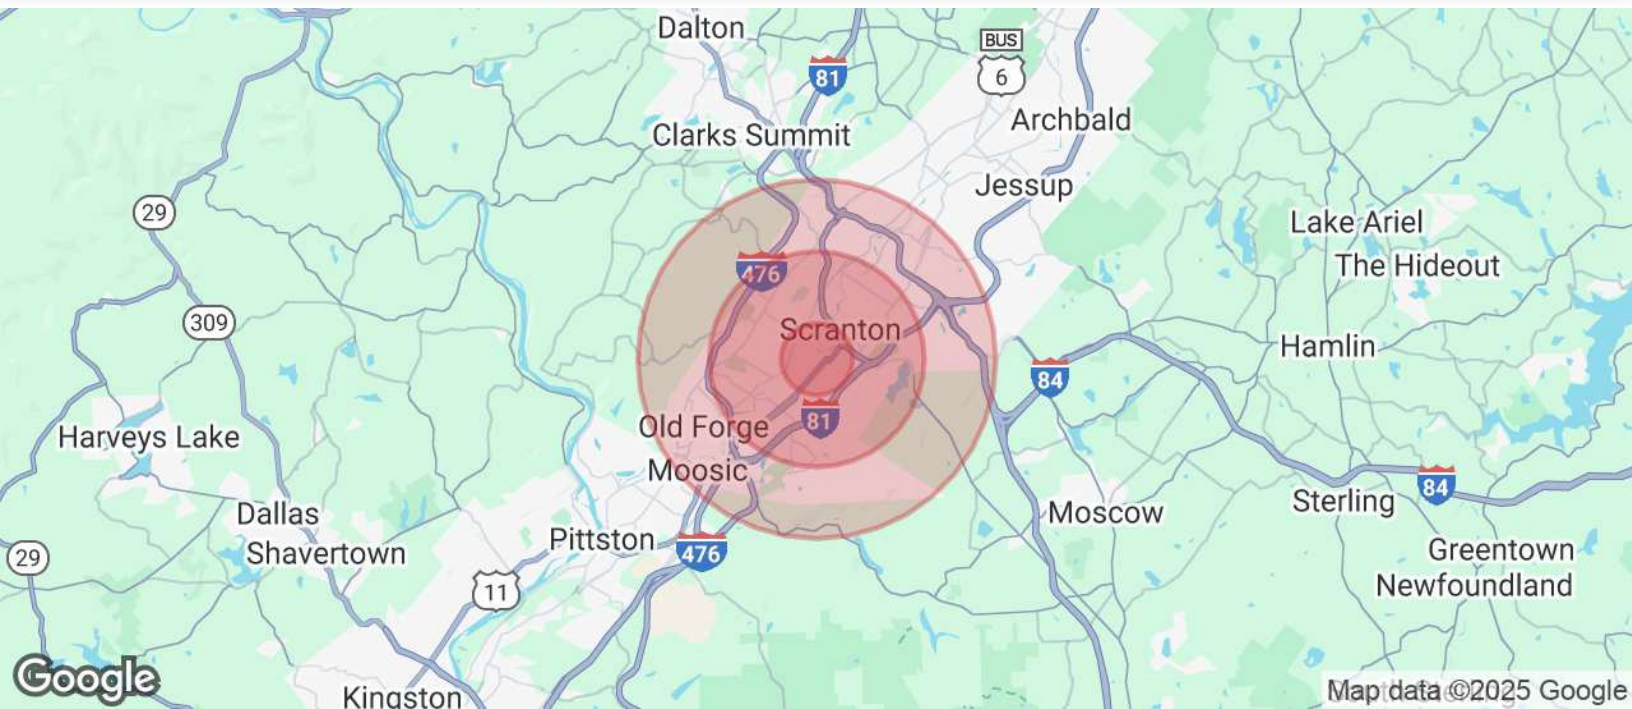 Dalton
BUS
6
81
Archbald
Clarks Summit
Jessup
29
Lake Ariel
The Hideout
476
309
Scranton
Hamlin
84
81
Old Forge
Harveys Lake
Moosic
84
Sterling
Dallas
Moscow
Pittston
Shavertown
476
29
Greentown
Newfoundland
11
Google
Kingston
Map data ©2025 Google